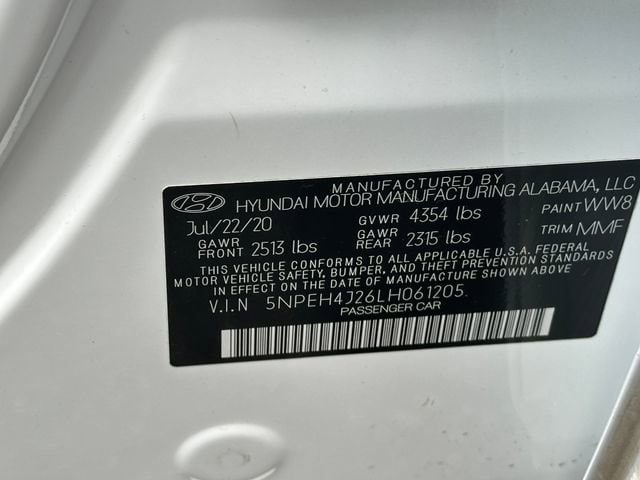 MANUFACTURED BY
HYUNDAI MOTOR MANUFACTURING ALABAMA, LLC
Jul/22/20 GVWR 4354 lbs PAINT WW8
GAWR FRONT 2513 lbs GAWR REAR 2315 lbs TRIM MMF
THIS VEHICLE CONFORMS TO ALL APPLICABLE U.S.A. FEDERAL
MOTOR VEHICLE SAFETY, BUMPER, AND THEFT PREVENTION STANDARDS
IN EFFECT ON THE DATE OF MANUFACTURE SHOWN ABOVE.
V.I.N 5NPEH4J26LH061205
PASSENGER CAR